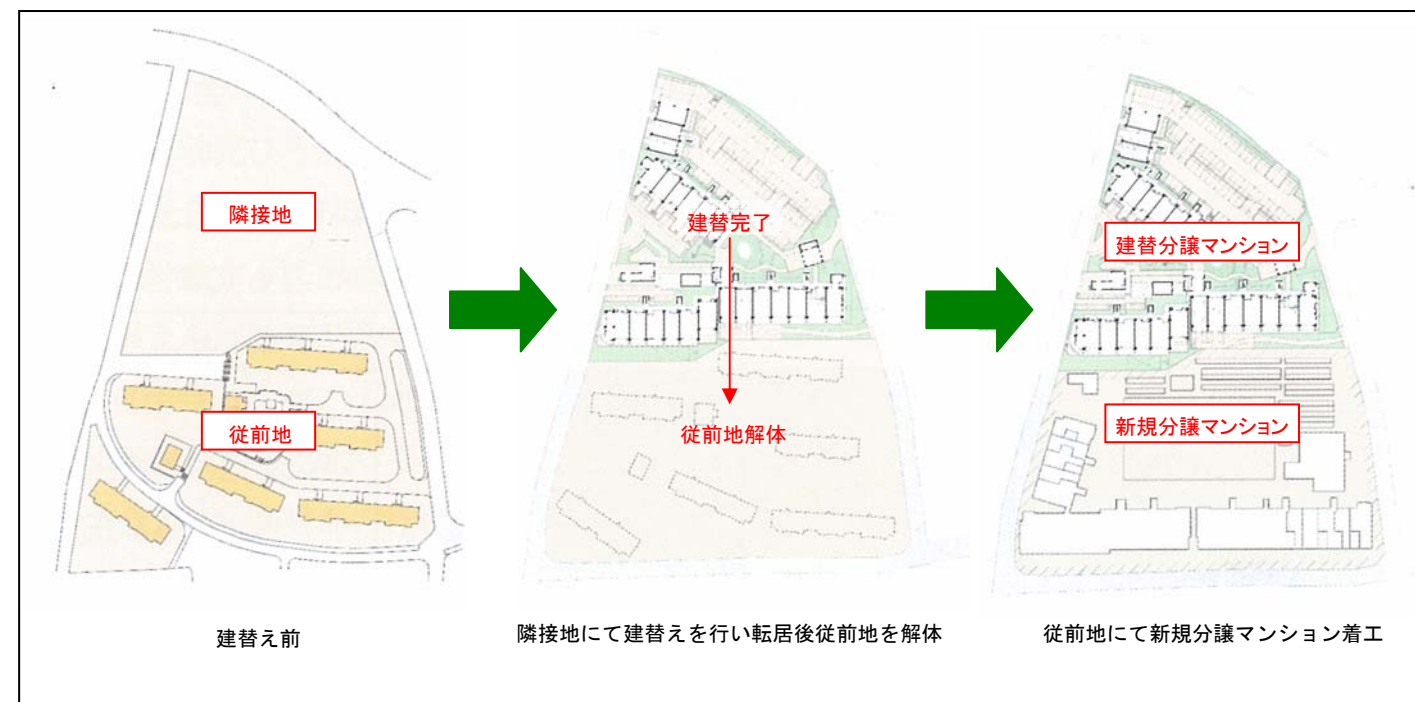 隣接地
従前地
建替え前
建替完了
従前地解体
隣接地にて建替えを行い転居後従前地を解体
建替分譲マンション
新規分譲マンション
従前地にて新規分譲マンション着工